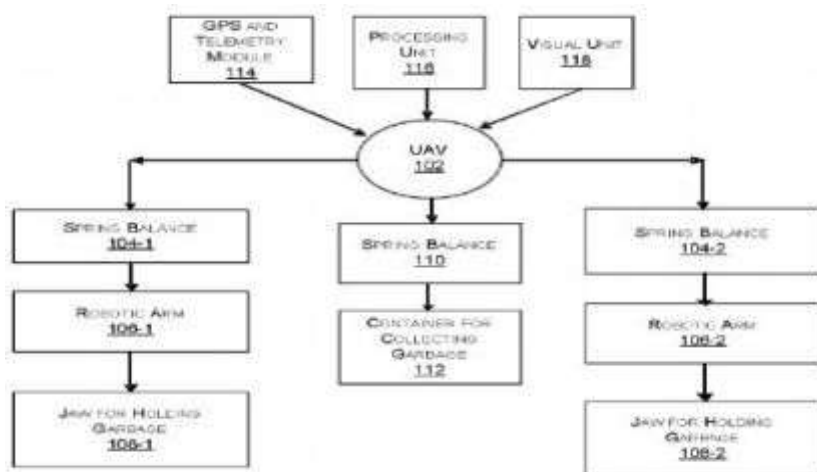 GPS AND
TELEMETRY
MODULE
114
PROCESSING
UNIT
116
VISUAL UNIT
118
UAV
102
SPRING BALANCE
104-1
SPRING BALANCE
110
SPRING BALANCE
104-2
ROBOTIC ARM
106-1
CONTAINER FOR
COLLECTING
GARBAGE
112
ROBOTIC ARM
106-2
JAW FOR HOLDING
GARBAGE
108-1
JAW FOR HOLDING
GARBAGE
108-2